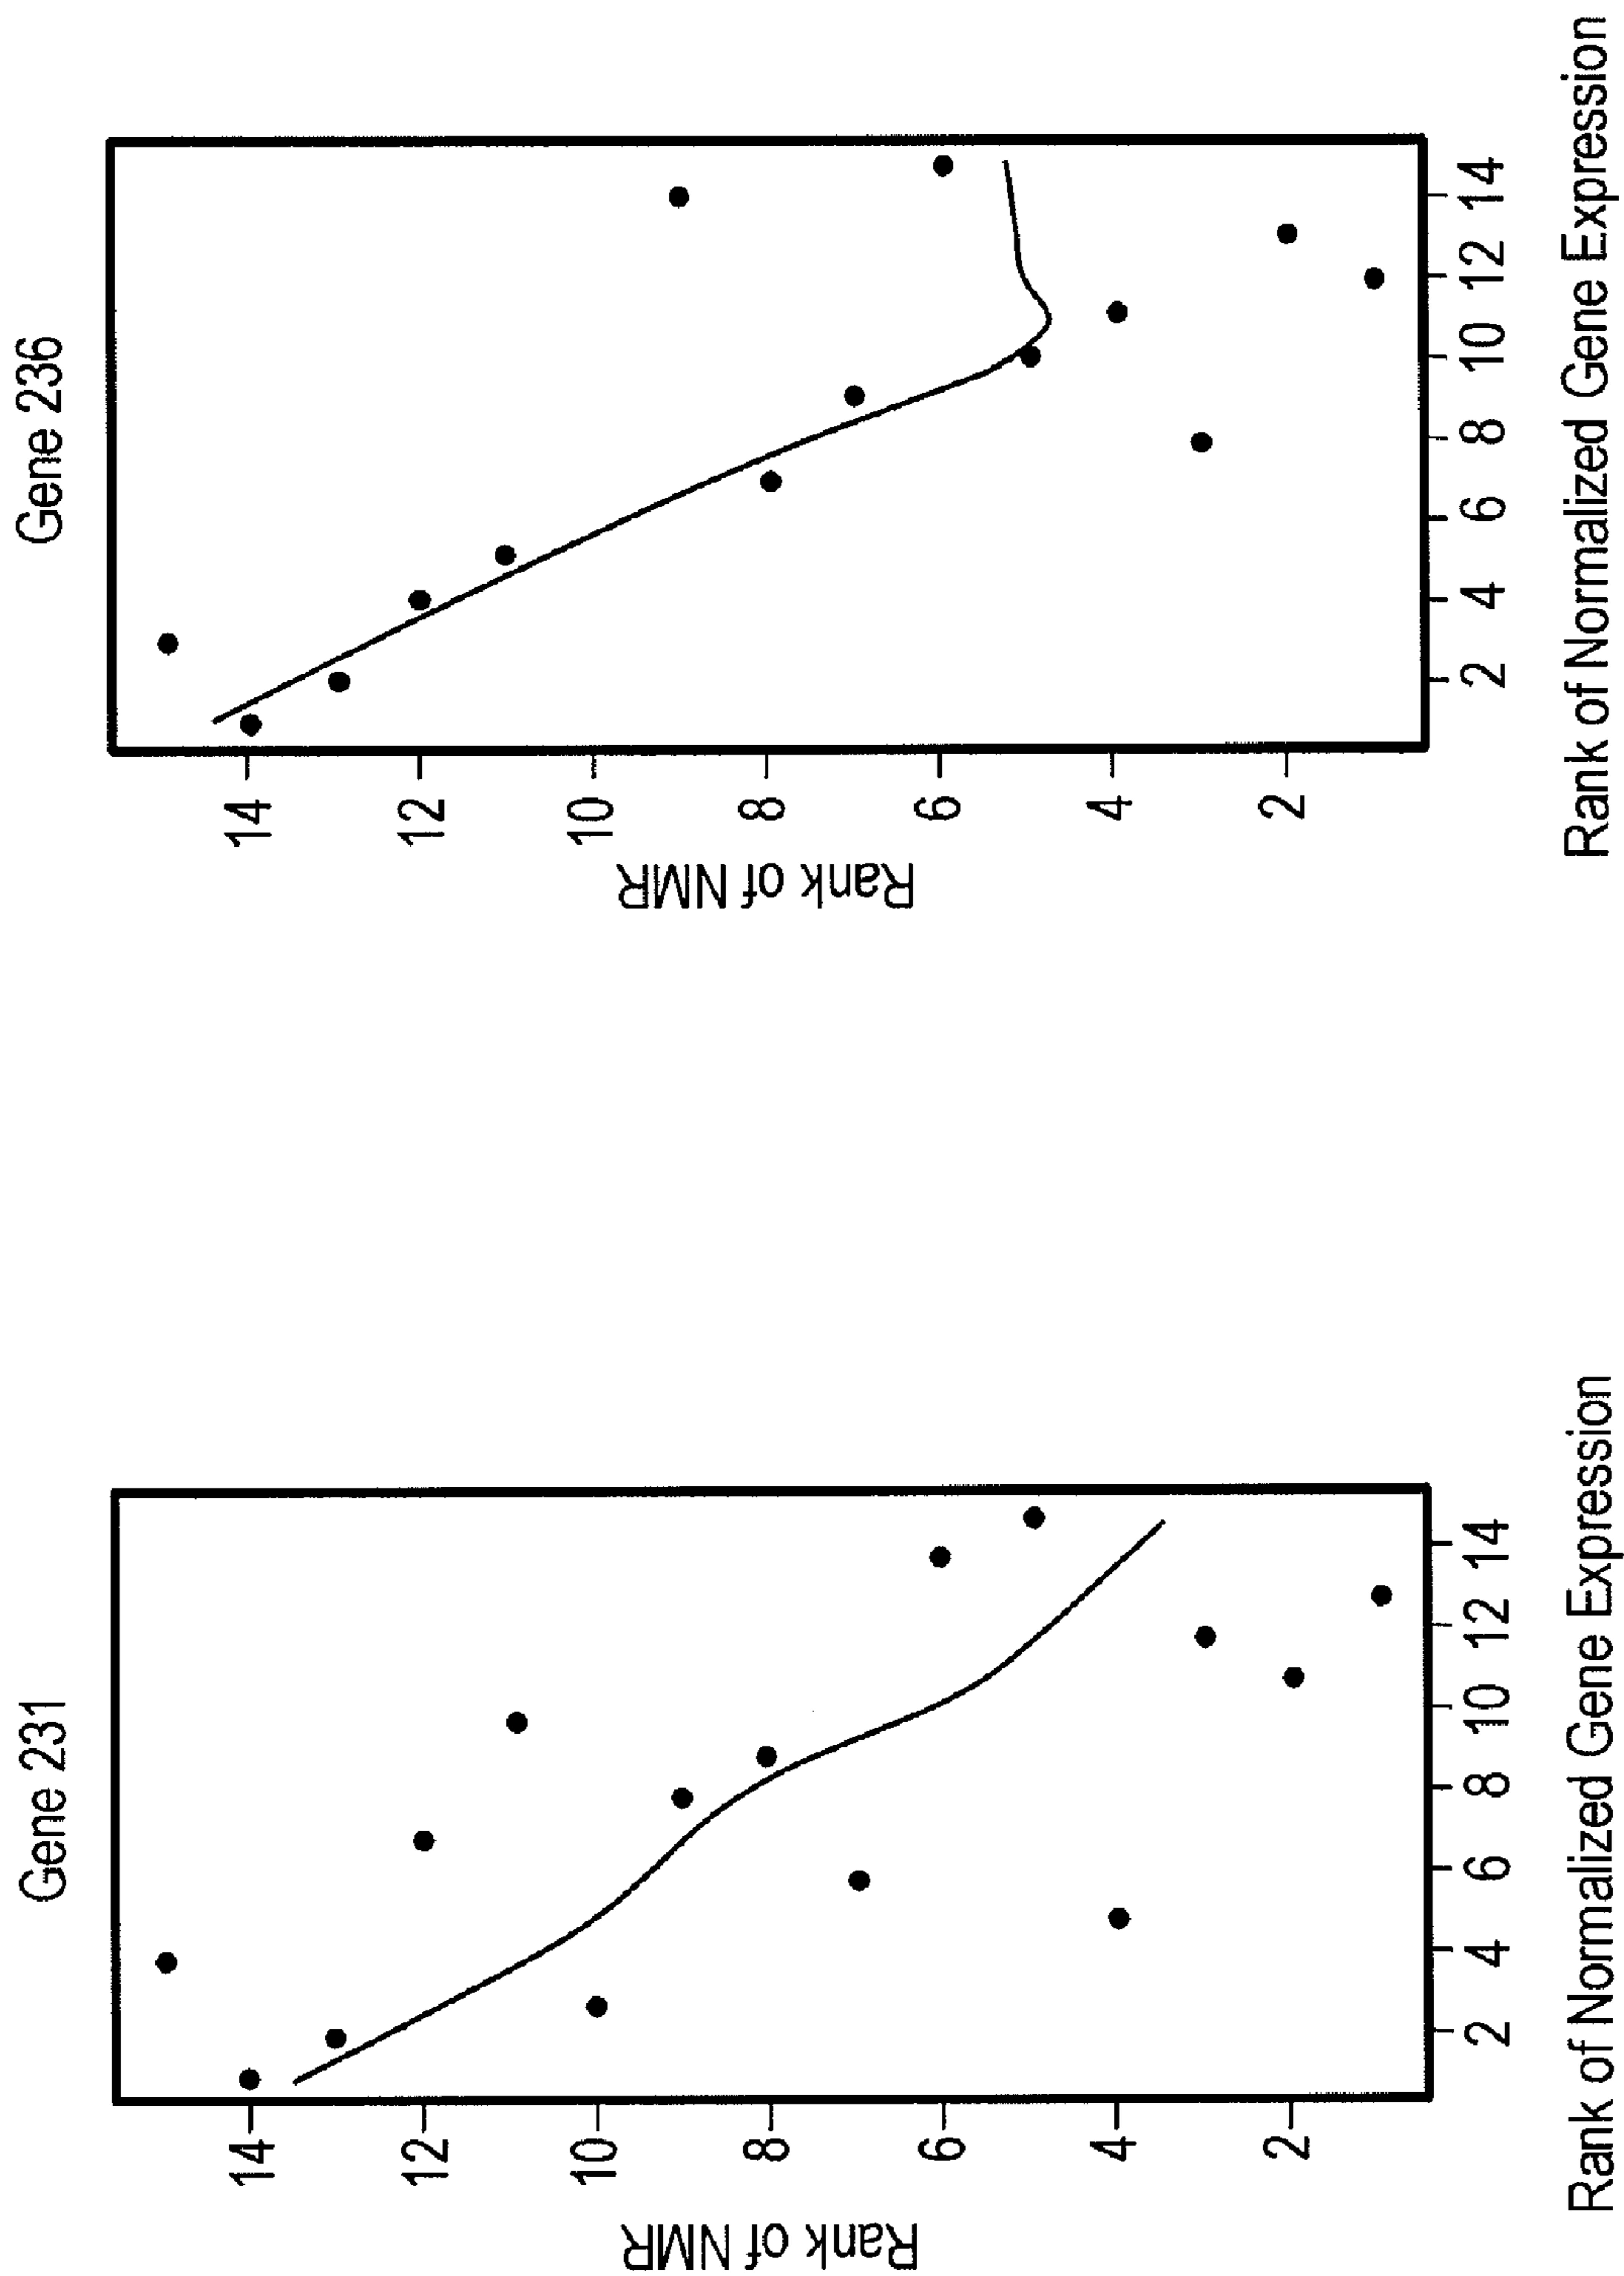 Gene 231
Rank of NMR
14
12
10
8
6
4
2
2 4 6 8 10 12 14
Rank of Normalized Gene Expression
Gene 236
Rank of NMR
14
12
10
8
6
4
2
2 4 6 8 10 12 14
Rank of Normalized Gene Expression